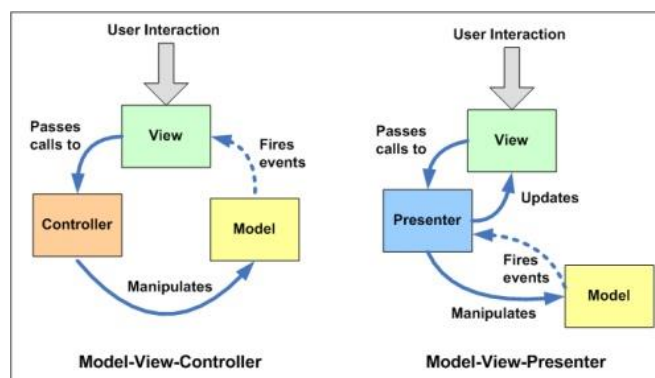 User Interaction
Passes
calls to
View
Fires
events
Controller
Model
Manipulates
Model-View-Controller
User Interaction
Passes
calls to
View
Updates
Presenter
Fires
events
Manipulates
Model
Model-View-Presenter